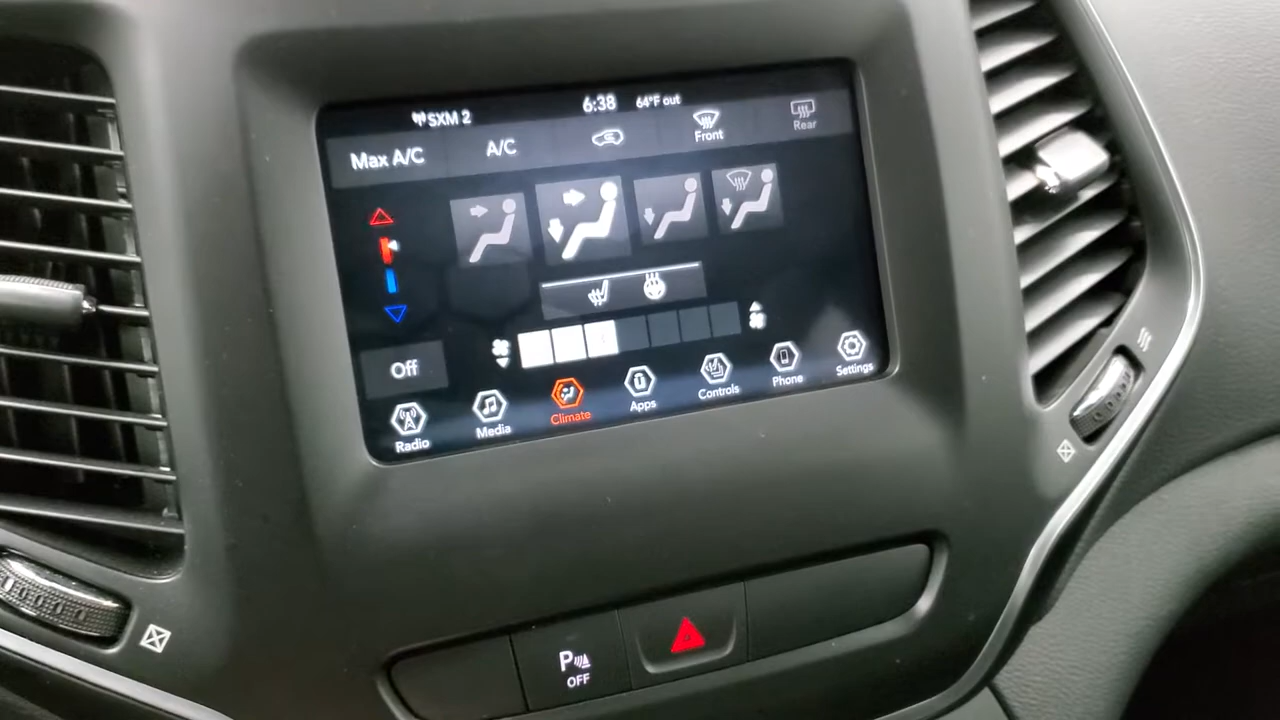 SXM 2 6:38 64°F out
Max A/C A/C Front Rear
Off
Radio Media Climate Apps Controls Phone Settings
P
OFF